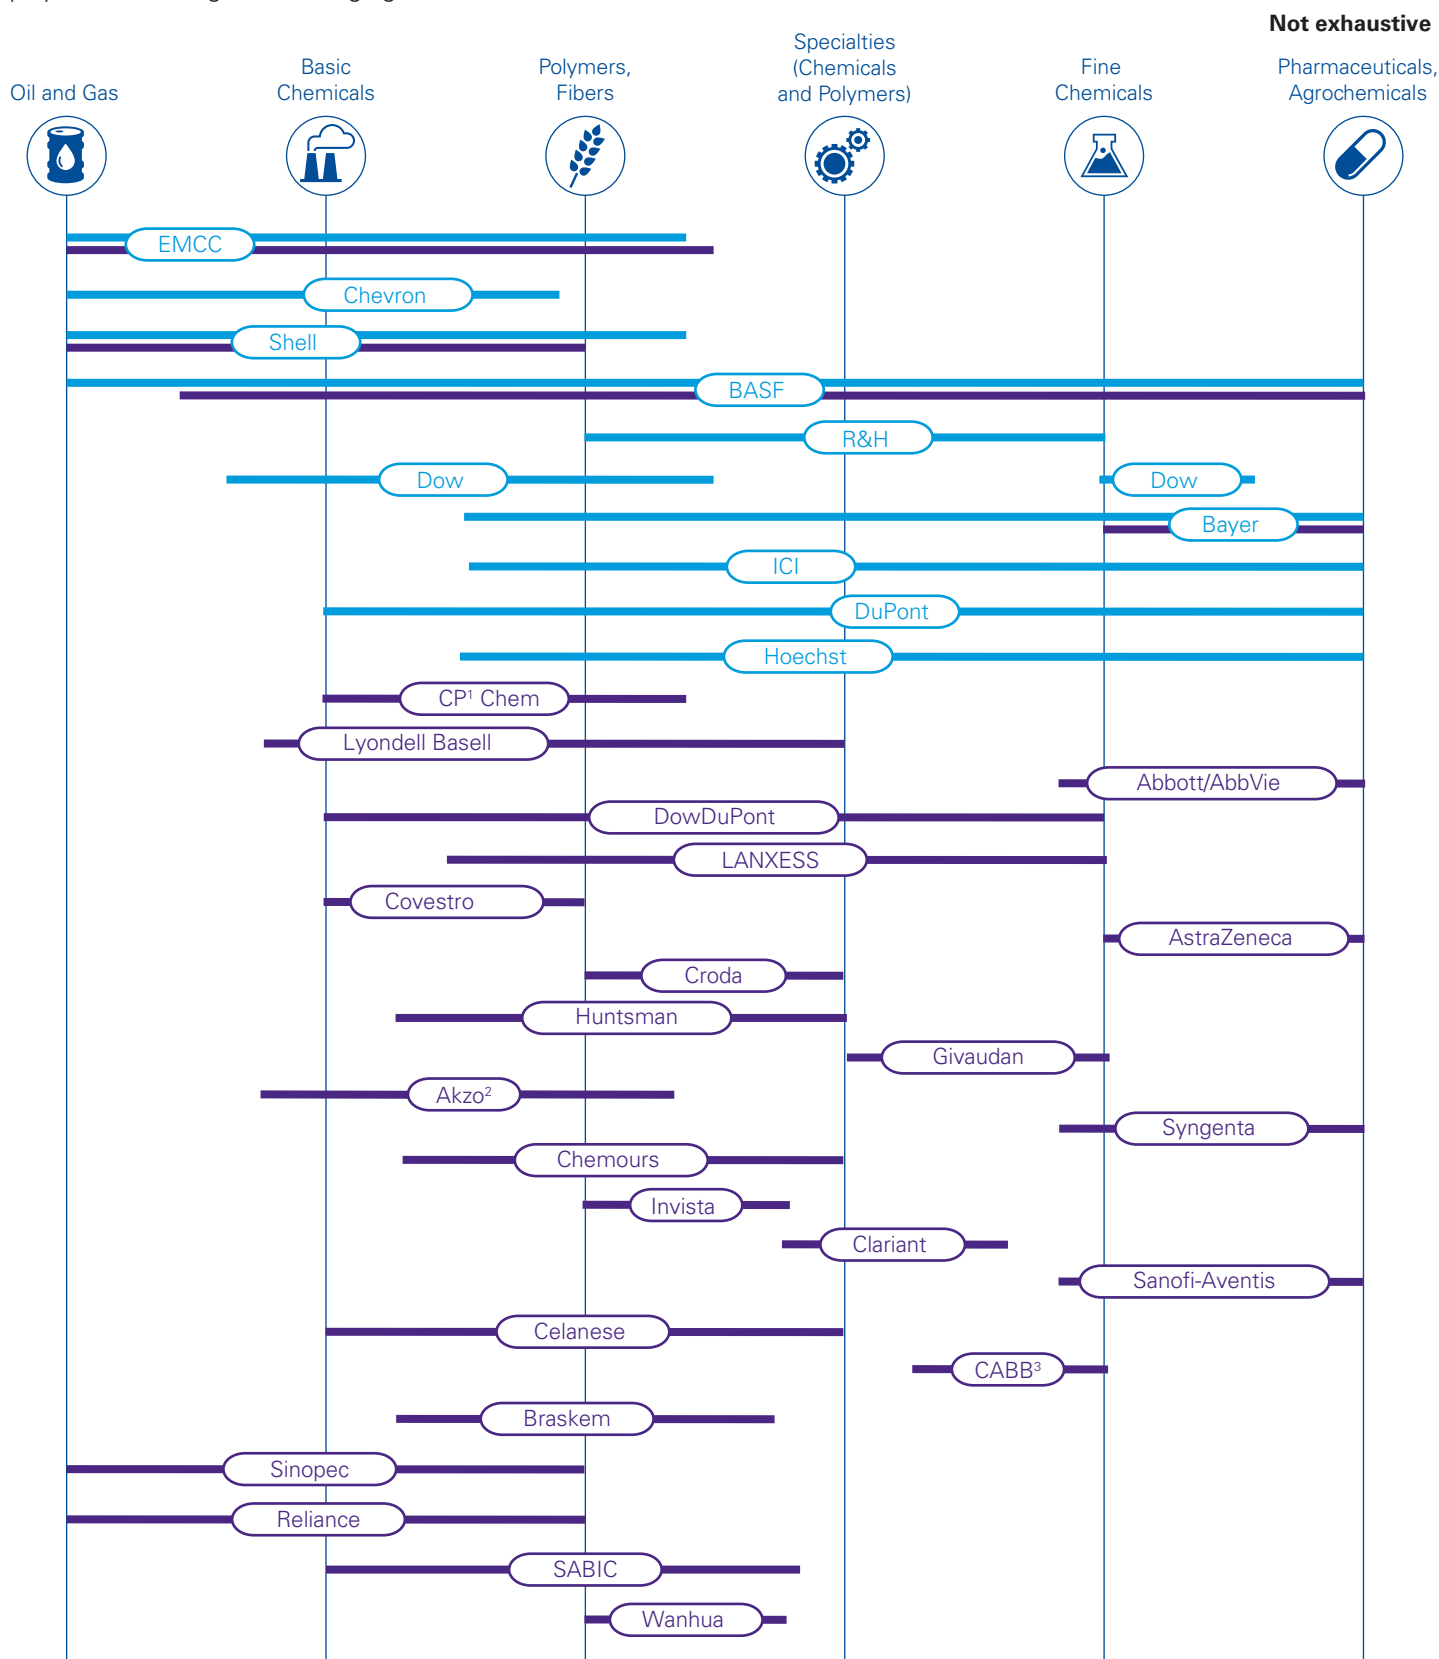 Not exhaustive
Oil and Gas
Basic
Chemicals
Polymers,
Fibers
Specialties
(Chemicals
and Polymers)
Fine
Chemicals
Pharmaceuticals,
Agrochemicals
EMCC
Chevron
Shell
BASF
R&H
Dow
Dow
Bayer
ICI
DuPont
Hoechst
CP¹ Chem
Lyondell Basell
Abbott/AbbVie
DowDuPont
LANXESS
Covestro
AstraZeneca
Croda
Huntsman
Givaudan
Akzo²
Syngenta
Chemours
Invista
Clariant
Sanofi-Aventis
Celanese
CABB³
Braskem
Sinopec
Reliance
SABIC
Wanhua